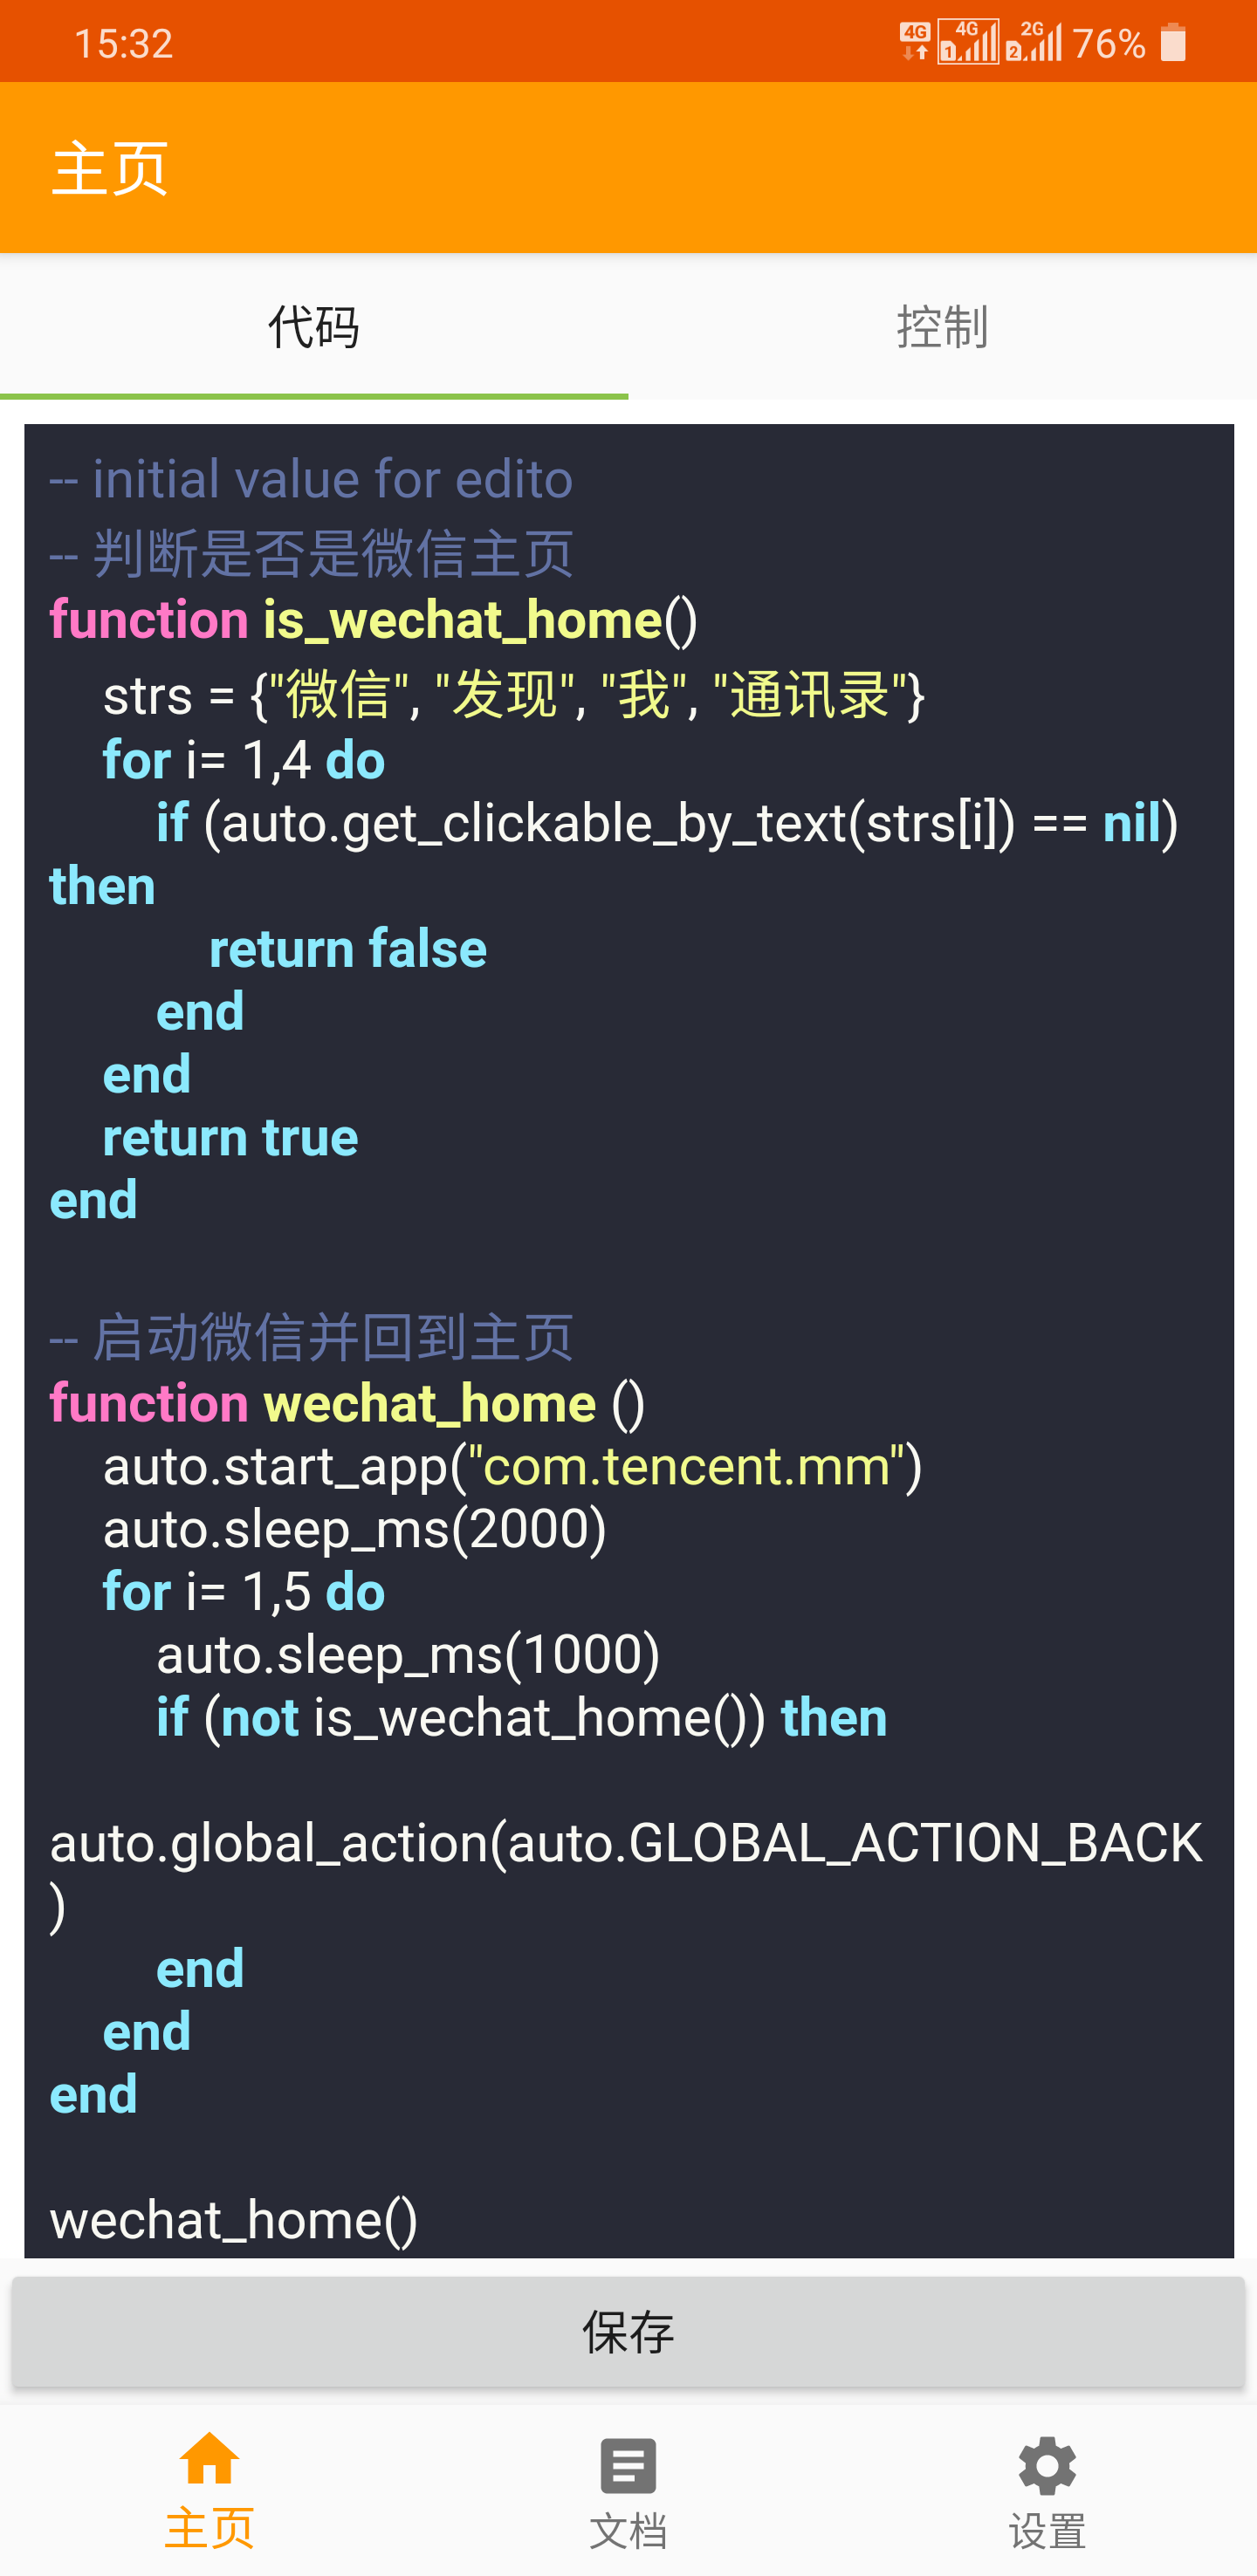 15:32 4G 4G 1 2G 2 76%
主页
代码 控制
-- initial value for edito
-- 判断是否是微信主页
function is_wechat_home()
    strs = {"微信", "发现", "我", "通讯录"}
    for i= 1,4 do
        if (auto.get_clickable_by_text(strs[i]) == nil)
then
            return false
        end
    end
    return true
end
-- 启动微信并回到主页
function wechat_home ()
    auto.start_app("com.tencent.mm")
    auto.sleep_ms(2000)
    for i= 1,5 do
        auto.sleep_ms(1000)
        if (not is_wechat_home()) then
auto.global_action(auto.GLOBAL_ACTION_BACK
)
        end
    end
end
wechat_home()
保存
主页 文档 设置